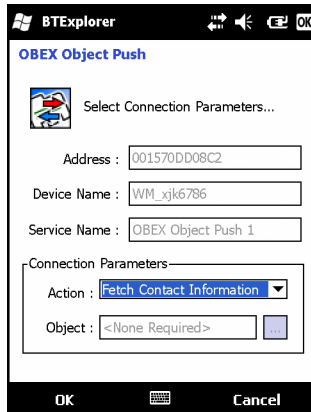 BTExplorer OK
OBEX Object Push
Select Connection Parameters...
Address : 001570DD08C2
Device Name : WM_xjk6786
Service Name : OBEX Object Push 1
Connection Parameters
Action : Fetch Contact Information
Object : <None Required> ...
OK Cancel